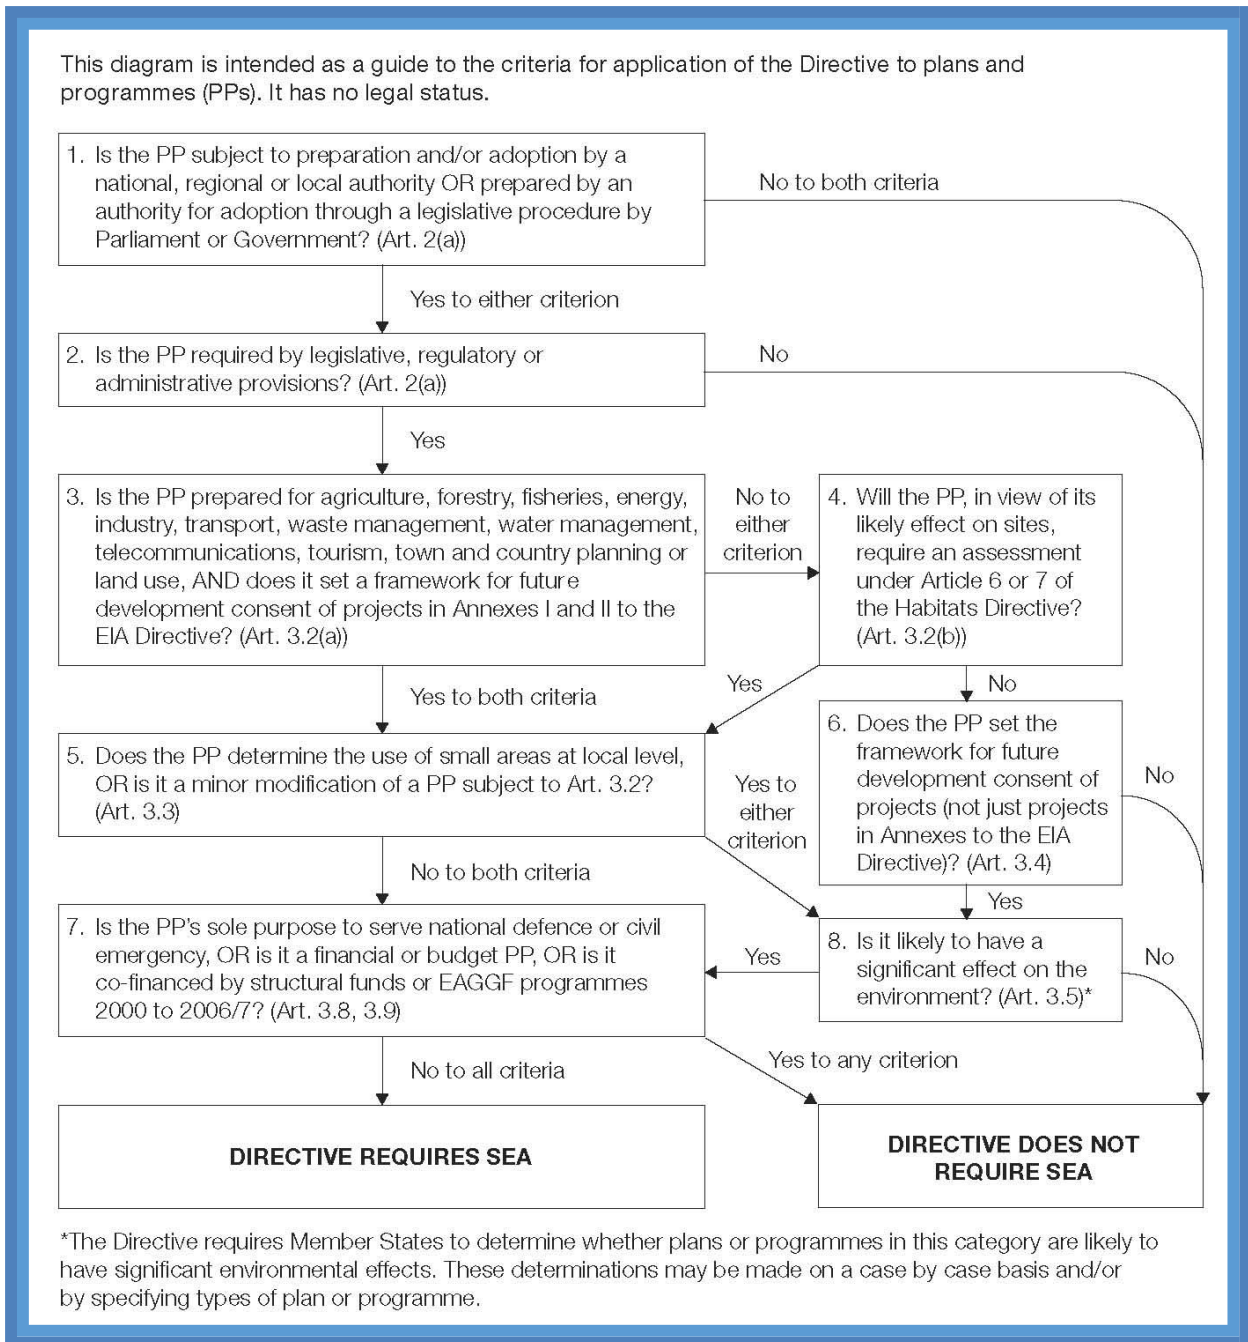 This diagram is intended as a guide to the criteria for application of the Directive to plans and
programmes (PPs). It has no legal status.
1. Is the PP subject to preparation and/or adoption by a
national, regional or local authority OR prepared by an
authority for adoption through a legislative procedure by
Parliament or Government? (Art. 2(a))
No to both criteria
Yes to either criterion
2. Is the PP required by legislative, regulatory or
administrative provisions? (Art. 2(a))
No
Yes
3. Is the PP prepared for agriculture, forestry, fisheries, energy,
industry, transport, waste management, water management,
telecommunications, tourism, town and country planning or
land use, AND does it set a framework for future
development consent of projects in Annexes I and II to the
EIA Directive? (Art. 3.2(a))
No to
either
criterion
4. Will the PP, in view of its
likely effect on sites,
require an assessment
under Article 6 or 7 of
the Habitats Directive?
(Art. 3.2(b))
Yes to both criteria
Yes
No
5. Does the PP determine the use of small areas at local level,
OR is it a minor modification of a PP subject to Art. 3.2?
(Art. 3.3)
Yes to
either
criterion
6. Does the PP set the
framework for future
development consent of
projects (not just projects
in Annexes to the EIA
Directive)? (Art. 3.4)
No
No to both criteria
Yes
7. Is the PP's sole purpose to serve national defence or civil
emergency, OR is it a financial or budget PP, OR is it
co-financed by structural funds or EAGGF programmes
2000 to 2006/7? (Art. 3.8, 3.9)
Yes
8. Is it likely to have a
significant effect on the
environment? (Art. 3.5)*
No
No to all criteria
Yes to any criterion
DIRECTIVE REQUIRES SEA
DIRECTIVE DOES NOT
REQUIRE SEA
*The Directive requires Member States to determine whether plans or programmes in this category are likely to
have significant environmental effects. These determinations may be made on a case by case basis and/or
by specifying types of plan or programme.